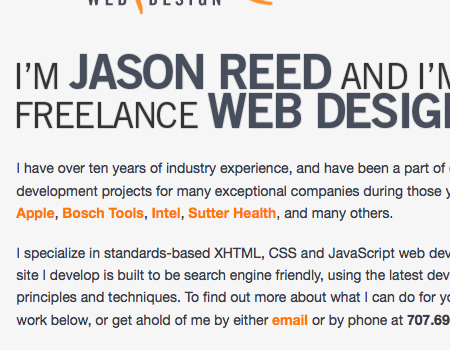 WEB DESIGN
I'M JASON REED AND I'M
FREELANCE WEB DESIG
I have over ten years of industry experience, and have been a part of
development projects for many exceptional companies during those y
Apple, Bosch Tools, Intel, Sutter Health, and many others.
I specialize in standards-based XHTML, CSS and JavaScript web dev
site I develop is built to be search engine friendly, using the latest dev
principles and techniques. To find out more about what I can do for yo
work below, or get ahold of me by either email or by phone at 707.69